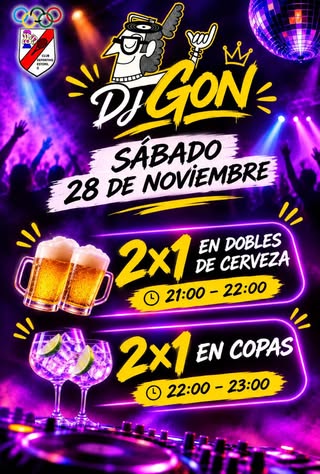 DJ GON
SÁBADO
28 DE NOVIEMBRE
2x1 EN DOBLES
DE CERVEZA
21:00 – 22:00
2x1 EN COPAS
22:00 – 23:00